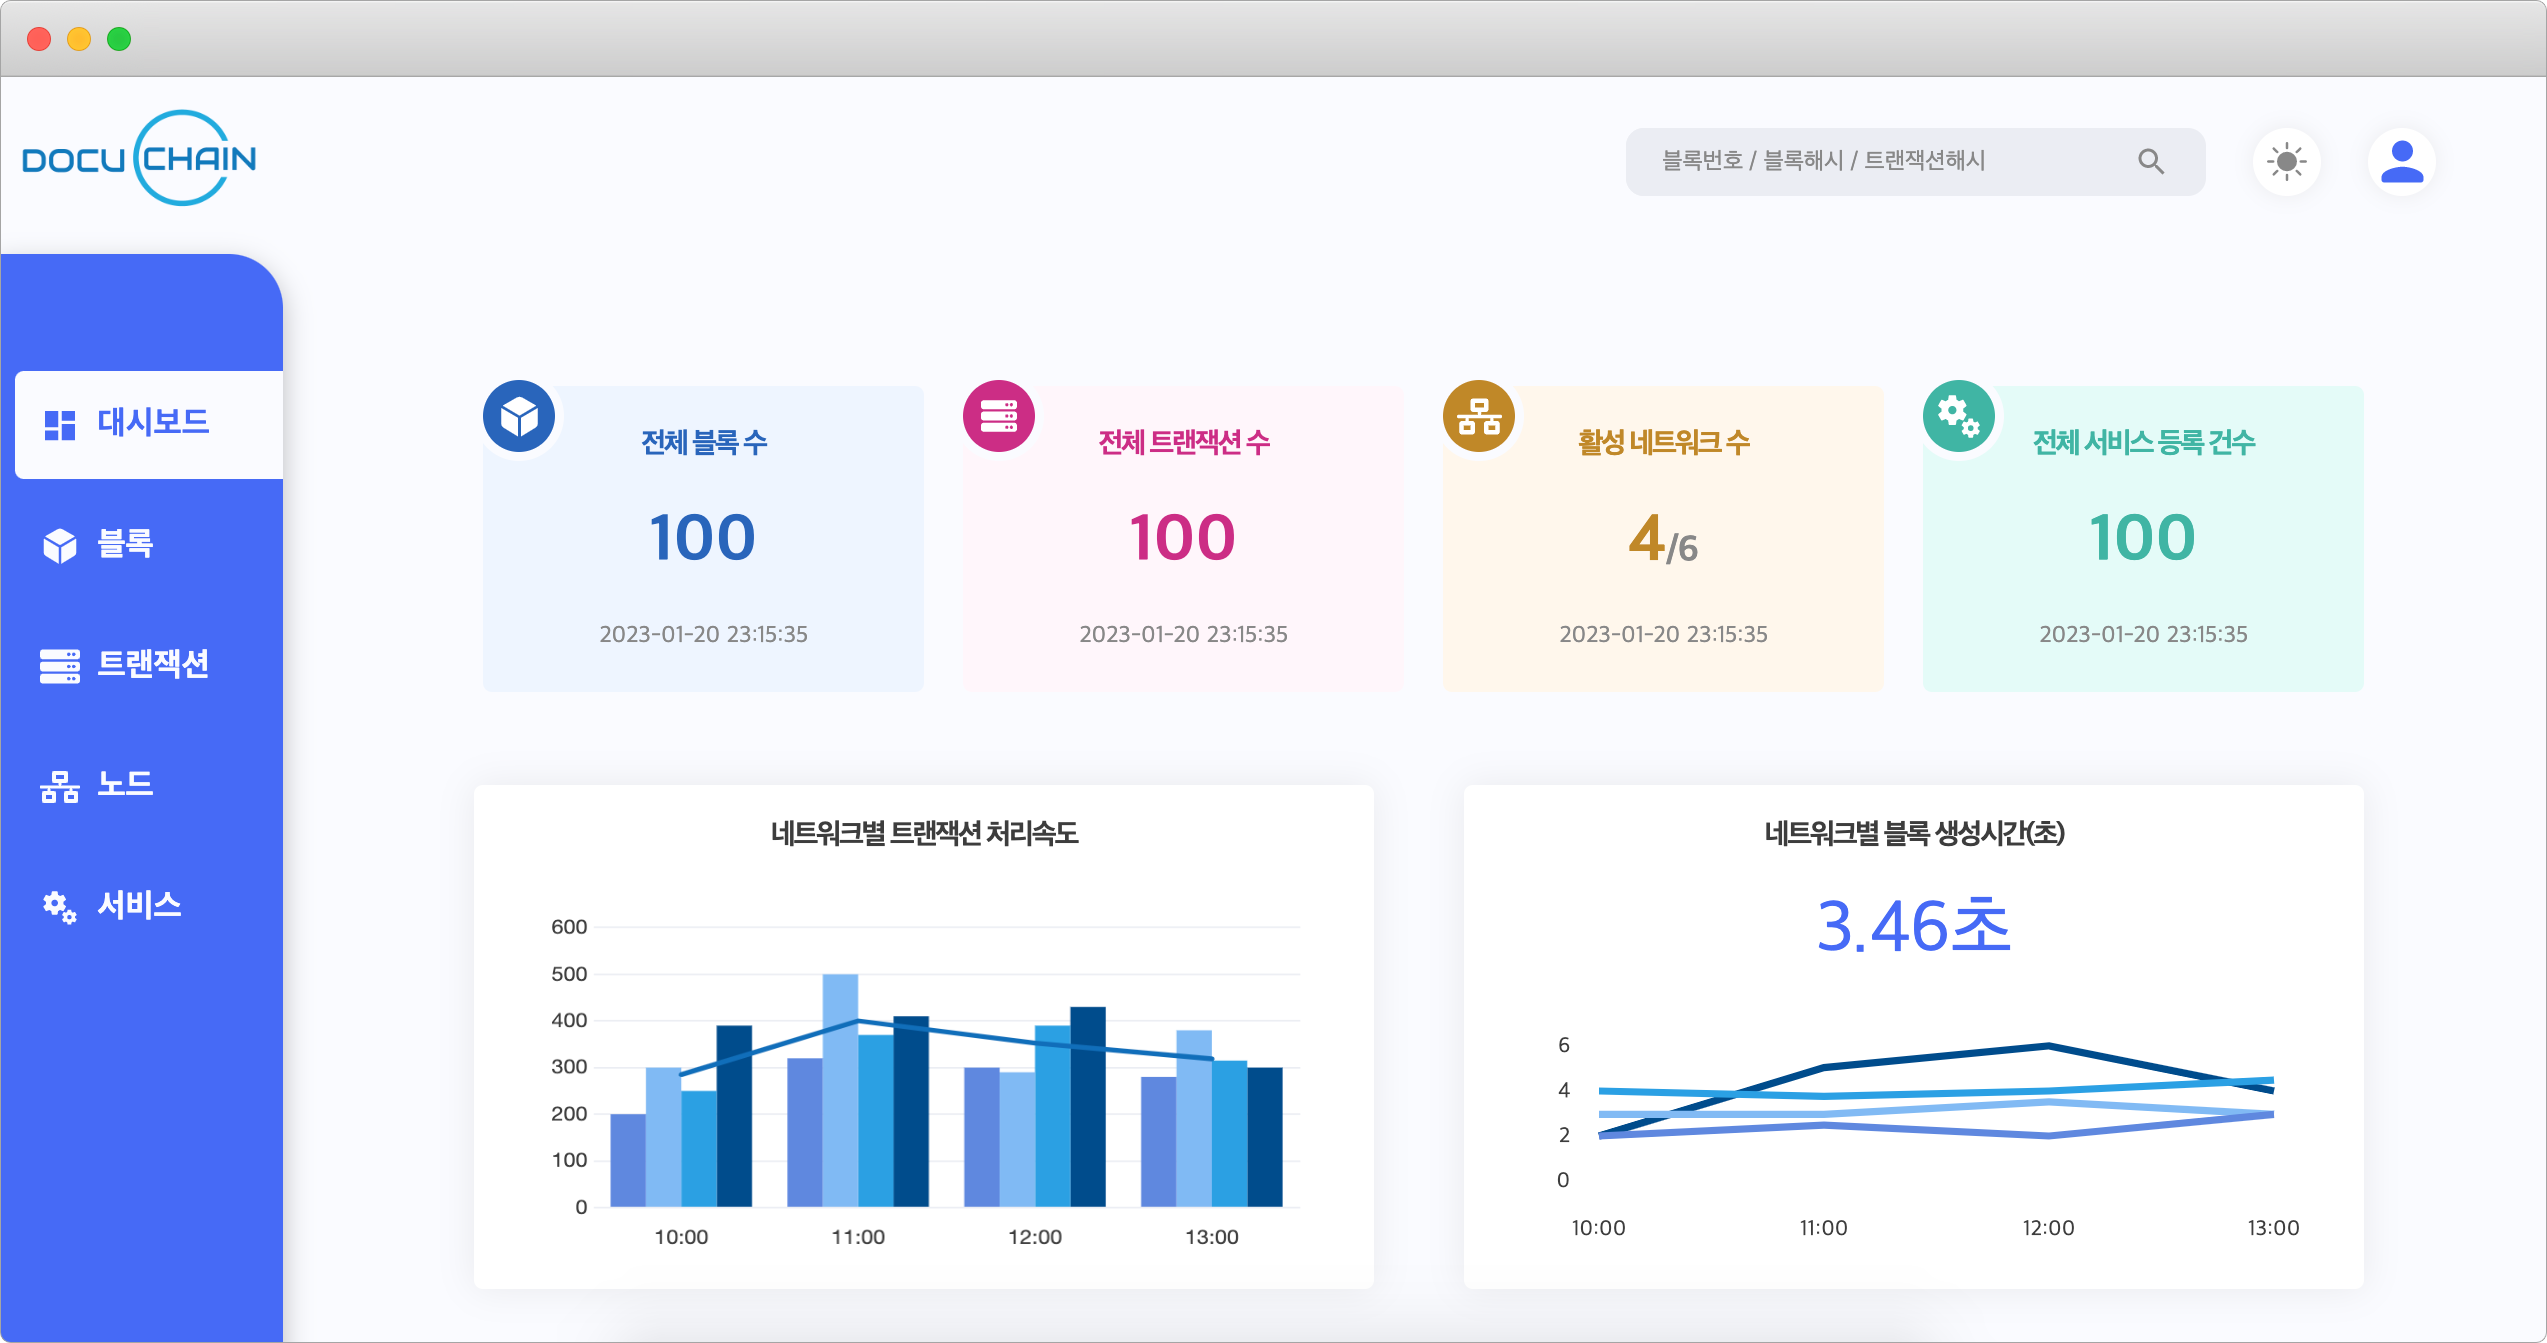 DOCU CHAIN
블록번호 / 블록해시 / 트랜잭션해시
대시보드
블록
트랜잭션
노드
서비스
전체 블록 수
100
2023-01-20 23:15:35
전체 트랜잭션 수
100
2023-01-20 23:15:35
활성 네트워크 수
4/6
2023-01-20 23:15:35
전체 서비스 등록 건수
100
2023-01-20 23:15:35
네트워크별 트랜잭션 처리속도
600
500
400
300
200
100
0
10:00 11:00 12:00 13:00
네트워크별 블록 생성시간(초)
3.46초
6
4
2
0
10:00 11:00 12:00 13:00